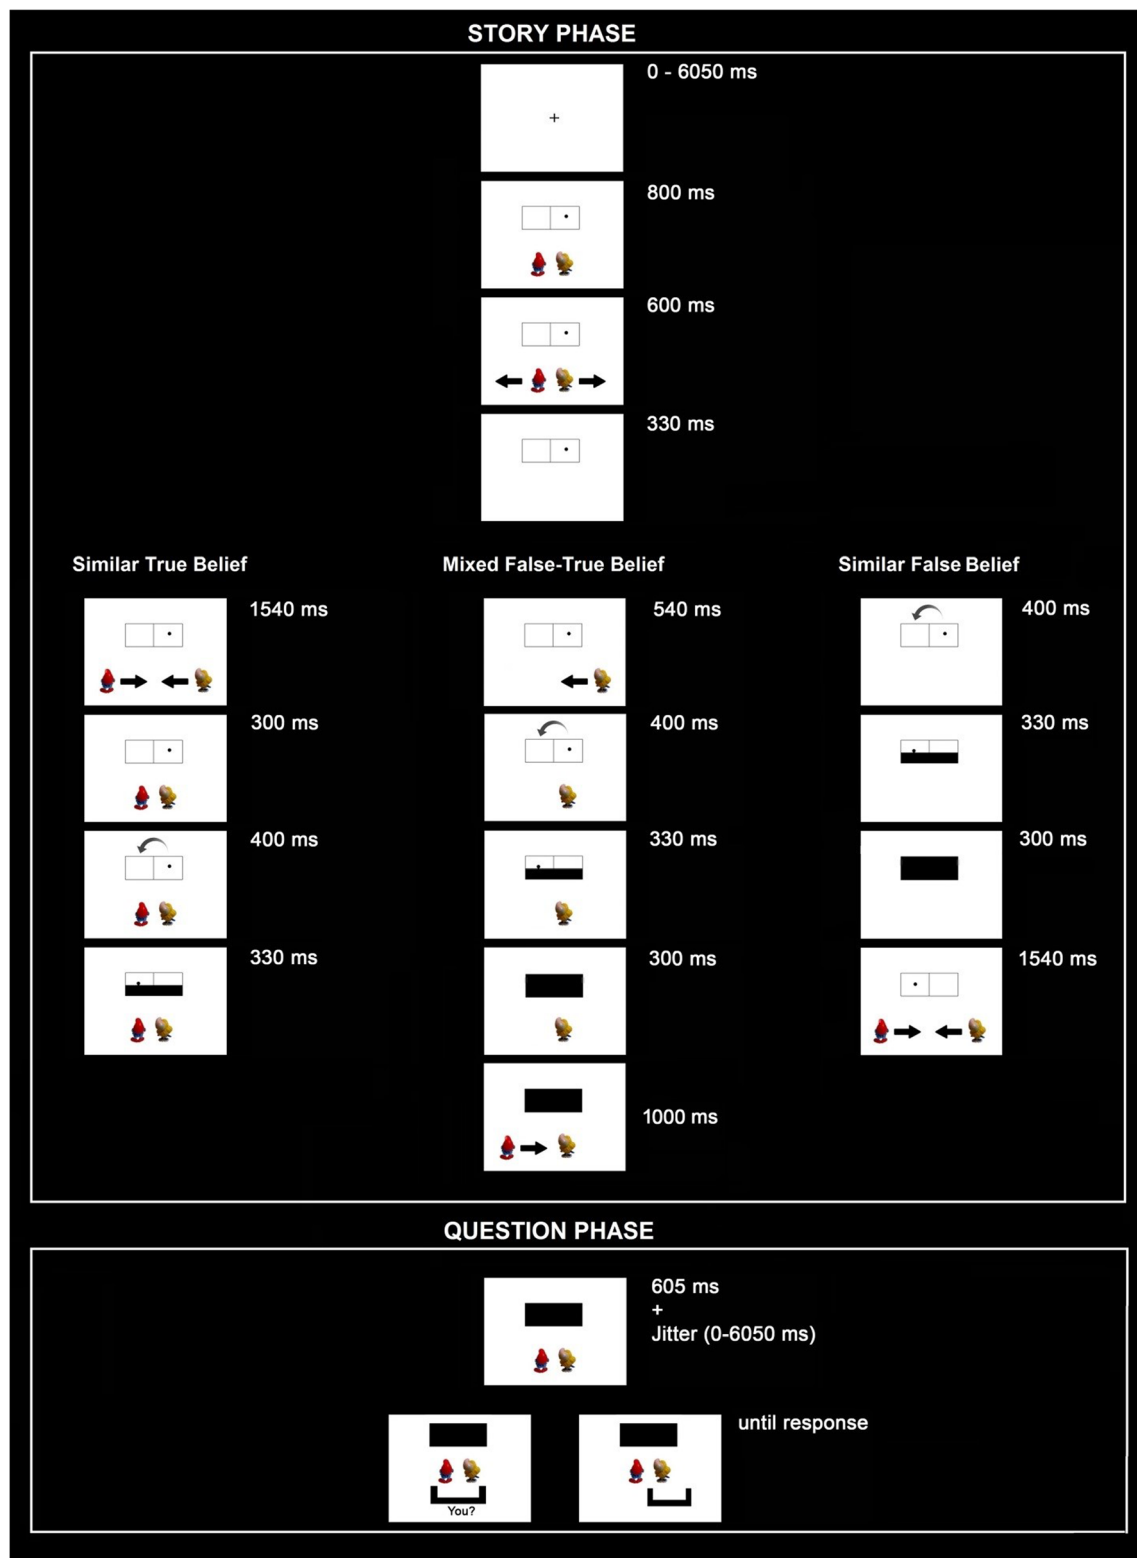 STORY PHASE
0 - 6050 ms
800 ms
600 ms
330 ms
Similar True Belief
1540 ms
300 ms
400 ms
330 ms
Mixed False-True Belief
540 ms
400 ms
330 ms
300 ms
1000 ms
Similar False Belief
400 ms
330 ms
300 ms
1540 ms
QUESTION PHASE
605 ms
+
Jitter (0-6050 ms)
You?
until response